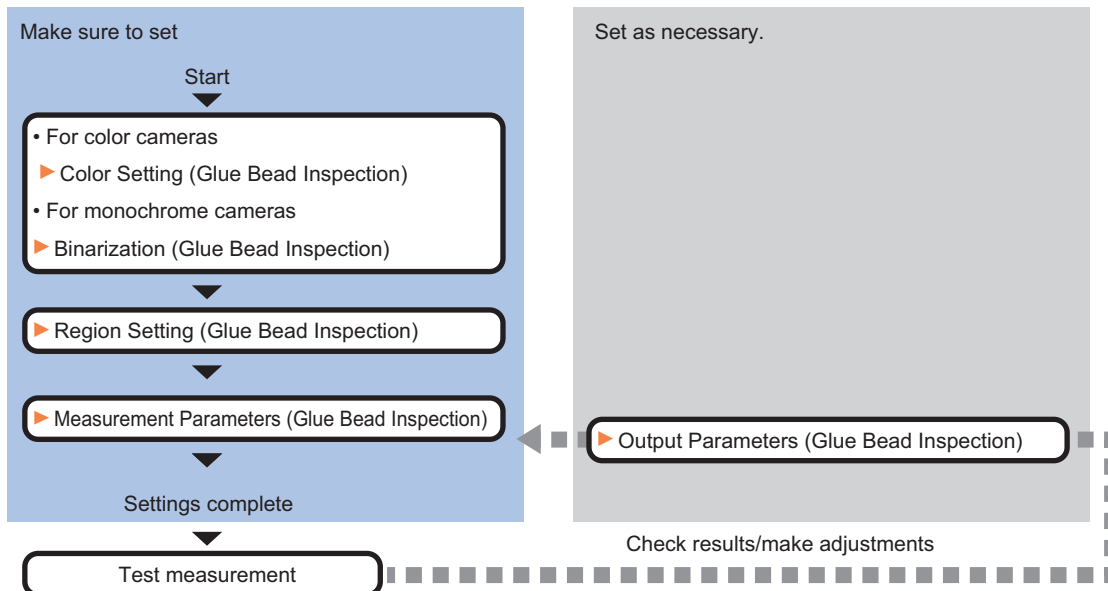 Make sure to set
Start
• For color cameras
Color Setting (Glue Bead Inspection)
• For monochrome cameras
Binarization (Glue Bead Inspection)
Region Setting (Glue Bead Inspection)
Measurement Parameters (Glue Bead Inspection)
Settings complete
Test measurement
Set as necessary.
Output Parameters (Glue Bead Inspection)
Check results/make adjustments